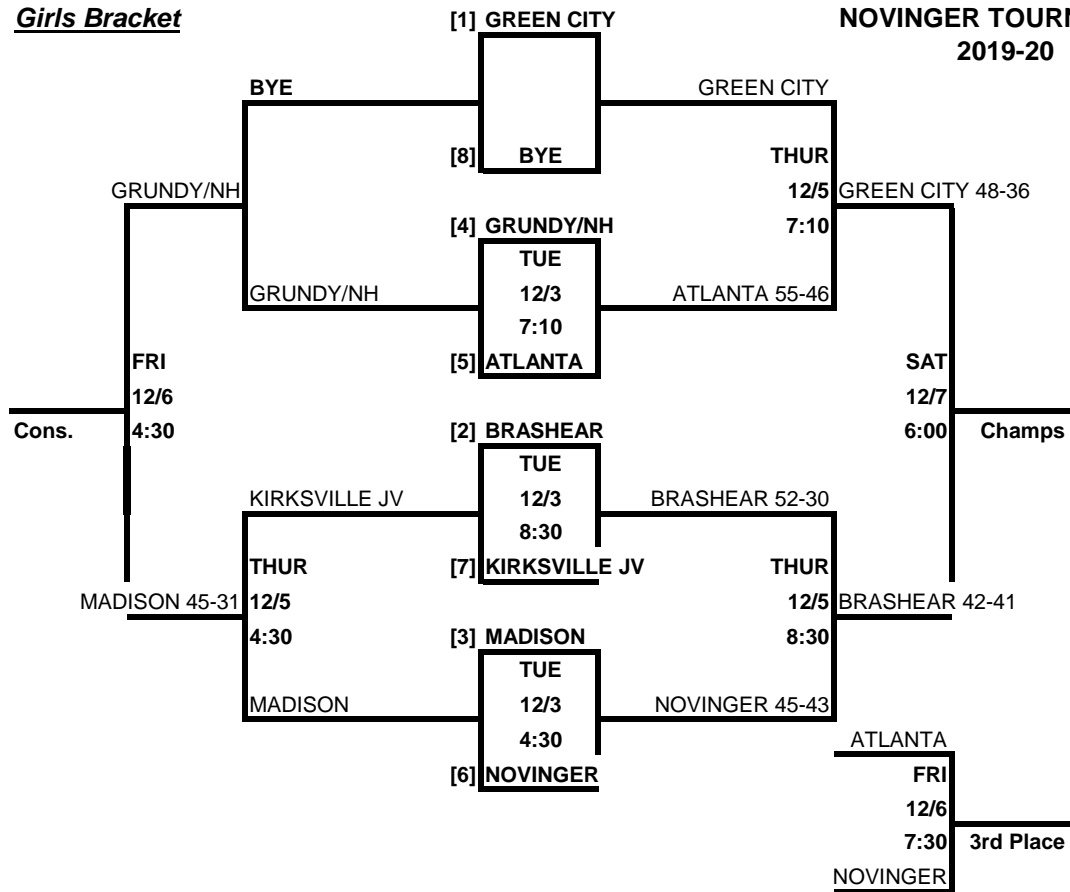 Girls Bracket
[1] GREEN CITY
NOVINGER TOURN
2019-20
BYE
GREEN CITY
[8] BYE
THUR
GRUNDY/NH
12/5
GREEN CITY 48-36
[4] GRUNDY/NH
7:10
TUE
GRUNDY/NH
12/3
ATLANTA 55-46
7:10
FRI
[5] ATLANTA
SAT
12/6
12/7
Cons.
4:30
[2] BRASHEAR
6:00
Champs
TUE
KIRKSVILLE JV
12/3
BRASHEAR 52-30
8:30
THUR
[7] KIRKSVILLE JV
THUR
MADISON 45-31
12/5
12/5
BRASHEAR 42-41
4:30
[3] MADISON
8:30
TUE
MADISON
12/3
NOVINGER 45-43
4:30
ATLANTA
[6] NOVINGER
FRI
12/6
7:30
3rd Place
NOVINGER